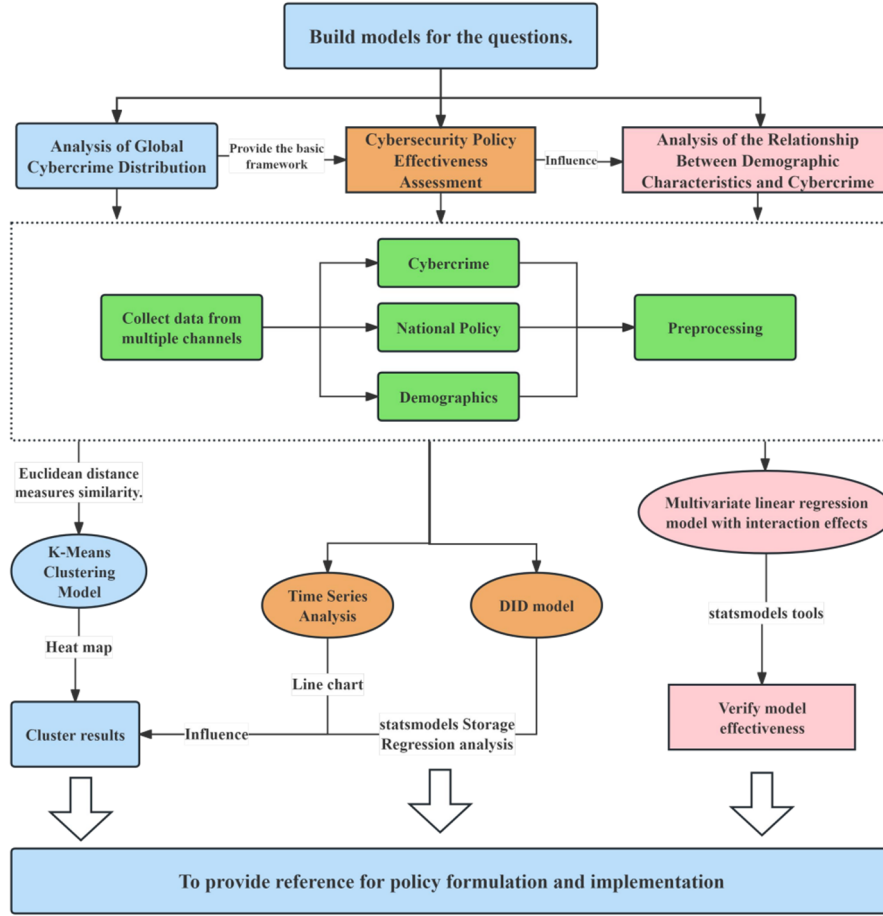 Build models for the questions.
Analysis of Global
Cybercrime Distribution
Provide the basic
framework
Cybersecurity Policy
Effectiveness
Assessment
Influence
Analysis of the Relationship
Between Demographic
Characteristics and Cybercrime
Collect data from
multiple channels
Cybercrime
National Policy
Demographics
Preprocessing
Euclidean distance
measures similarity.
K-Means
Clustering
Model
Heat map
Cluster results
Time Series
Analysis
Line chart
DID model
Influence
statsmodels Storage
Regression analysis
Multivariate linear regression
model with interaction effects
statsmodels tools
Verify model
effectiveness
To provide reference for policy formulation and implementation